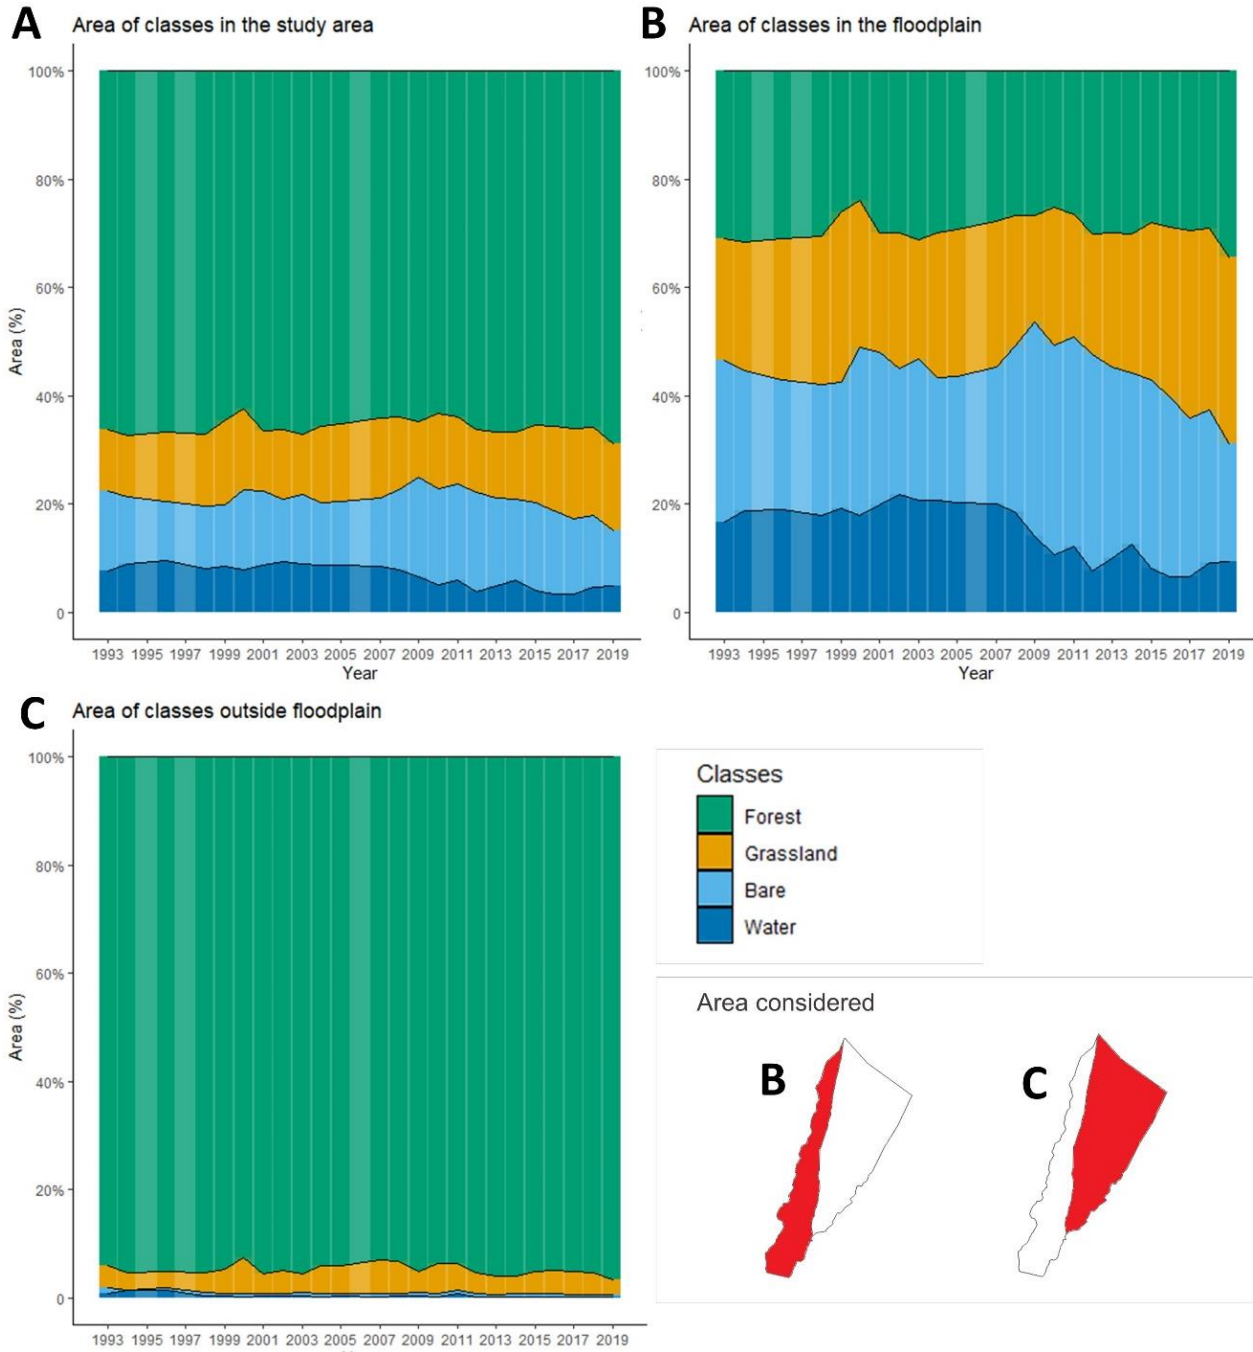 A Area of classes in the study area
100%
80%
60%
40%
20%
0
Area (%)
1993 1995 1997 1999 2001 2003 2005 2007 2009 2011 2013 2015 2017 2019
Year
B Area of classes in the floodplain
100%
80%
60%
40%
20%
0
1993 1995 1997 1999 2001 2003 2005 2007 2009 2011 2013 2015 2017 2019
Year
C Area of classes outside floodplain
100%
80%
60%
40%
20%
0
Area (%)
1993 1995 1997 1999 2001 2003 2005 2007 2009 2011 2013 2015 2017 2019
Classes
Forest
Grassland
Bare
Water
Area considered
B
C